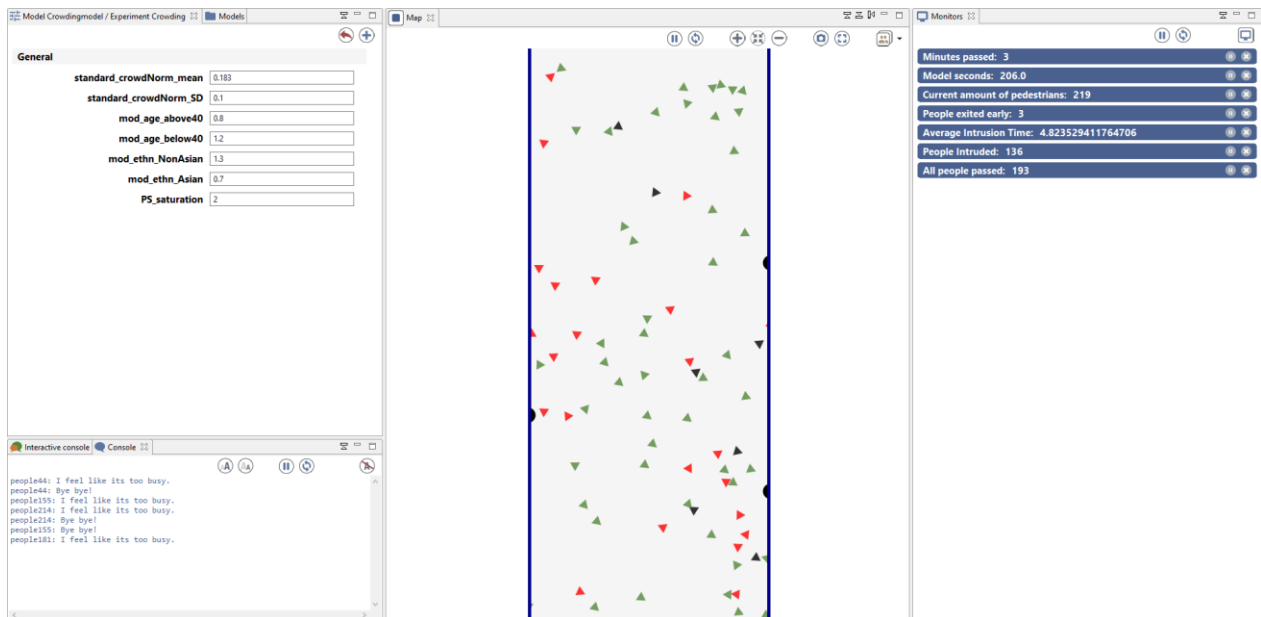 Model Crowdingmodel / Experiment Crowding
Models
General
standard_crowdNorm_mean 0.183
standard_crowdNorm_SD 0.1
mod_age_above40 0.8
mod_age_below40 1.2
mod_ethn_NonAsian 1.3
mod_ethn_Asian 0.7
PS_saturation 2
Interactive console
Console
people44: I feel like its too busy.
people44: Bye bye!
people155: I feel like its too busy.
people214: I feel like its too busy.
people214: Bye bye!
people155: Bye bye!
people181: I feel like its too busy.
Map
Monitors
Minutes passed: 3
Model seconds: 206.0
Current amount of pedestrians: 219
People exited early: 3
Average Intrusion Time: 4.823529411764706
People Intruded: 136
All people passed: 193